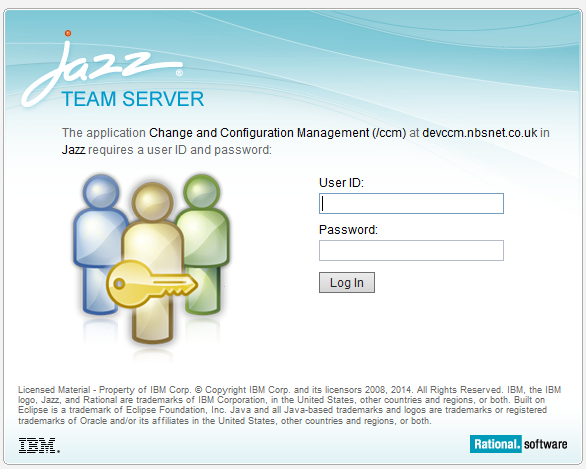 jazz®
TEAM SERVER
The application Change and Configuration Management (/ccm) at devccm.nbsnet.co.uk in
Jazz requires a user ID and password:
User ID:
Password:
Log In
Licensed Material - Property of IBM Corp. © Copyright IBM Corp. and its licensors 2008, 2014. All Rights Reserved. IBM, the IBM
logo, Jazz, and Rational are trademarks of IBM Corporation, in the United States, other countries and regions, or both. Built on
Eclipse is a trademark of Eclipse Foundation, Inc. Java and all Java-based trademarks and logos are trademarks or registered
trademarks of Oracle and/or its affiliates in the United States, other countries and regions, or both.
IBM. Rational. software